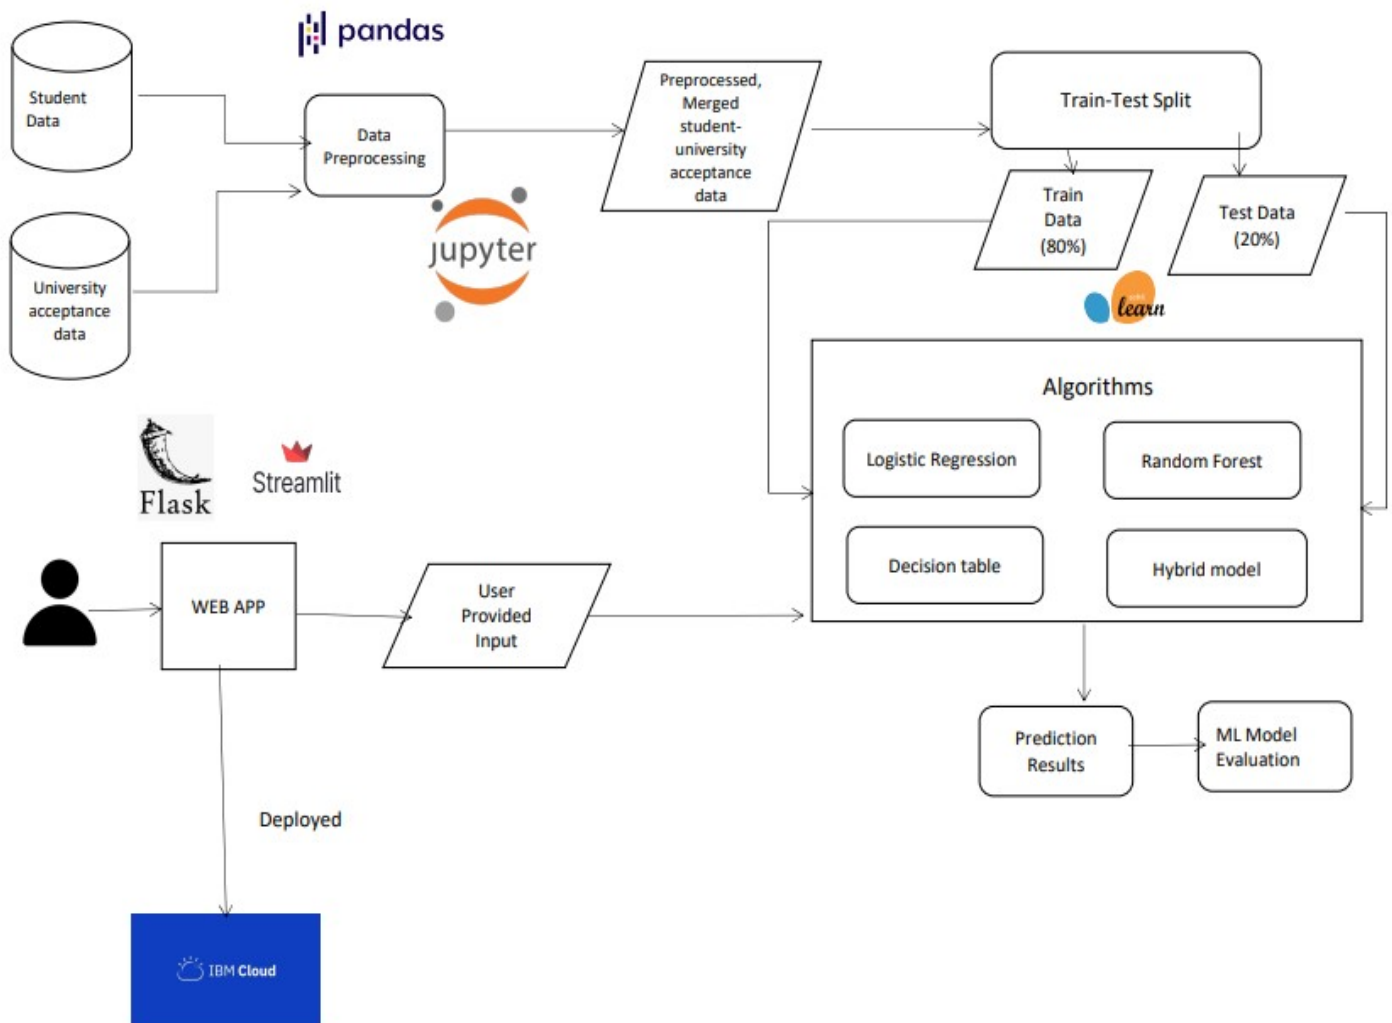 pandas
Student
Data
Data
Preprocessing
Preprocessed,
Merged
student-
university
acceptance
data
Train-Test Split
Train
Data
(80%)
Test Data
(20%)
jupyter
University
acceptance
data
learn
Algorithms
Logistic Regression
Random Forest
Decision table
Hybrid model
Flask
Streamlit
WEB APP
User
Provided
Input
Prediction
Results
ML Model
Evaluation
Deployed
IBM Cloud